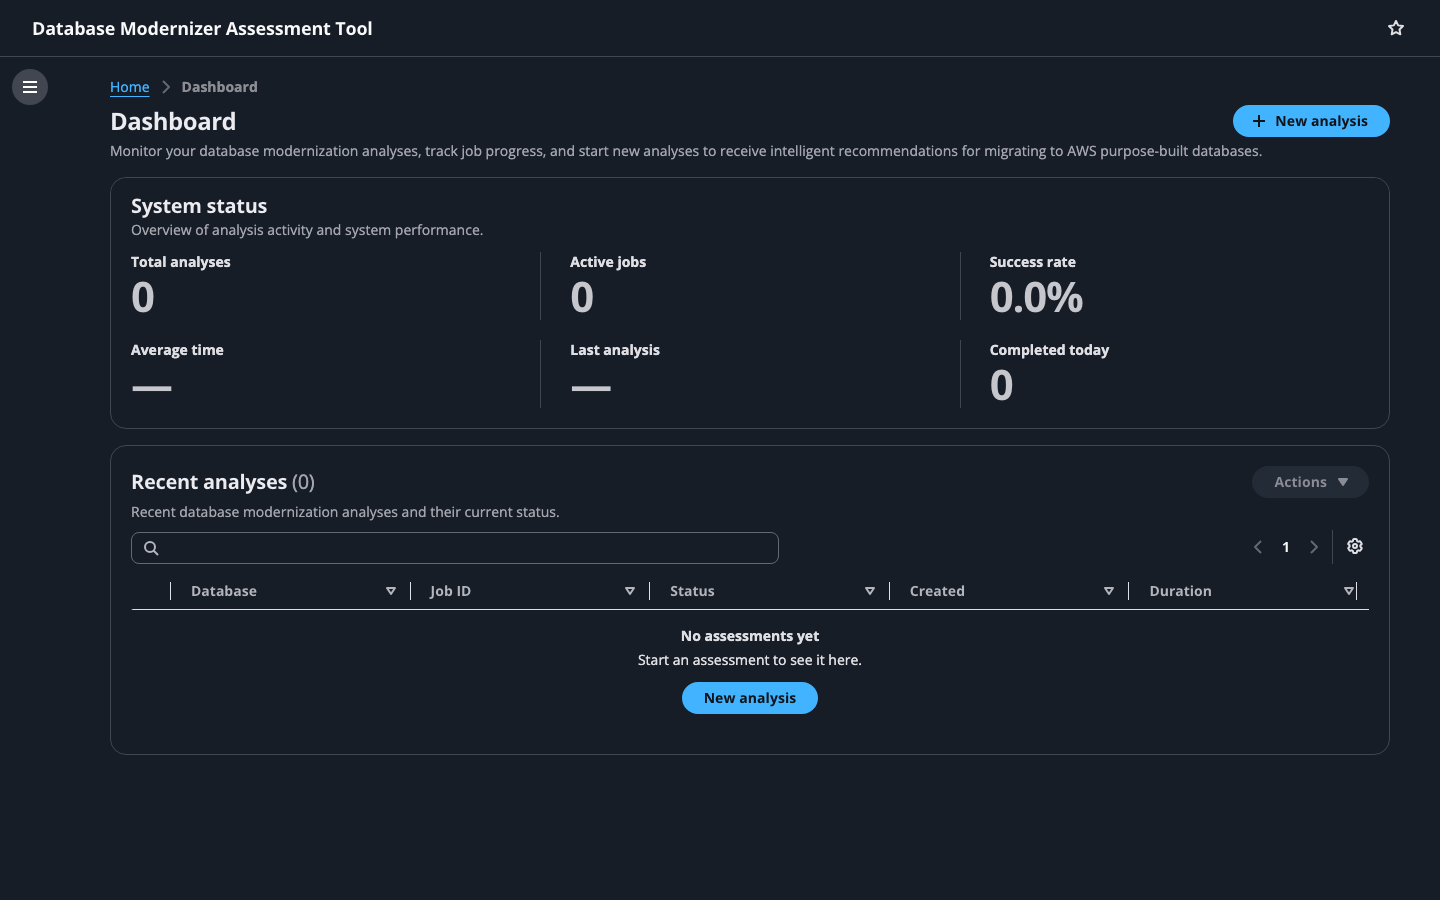 Database Modernizer Assessment Tool
Home
Dashboard
Dashboard
New analysis
Monitor your database modernization analyses, track job progress, and start new analyses to receive intelligent recommendations for migrating to AWS purpose-built databases.
System status
Overview of analysis activity and system performance.
Total analyses
0
Active jobs
0
Success rate
0.0%
Average time
—
Last analysis
—
Completed today
0
Recent analyses (0)
Actions
Recent database modernization analyses and their current status.
1
Database
Job ID
Status
Created
Duration
No assessments yet
Start an assessment to see it here.
New analysis